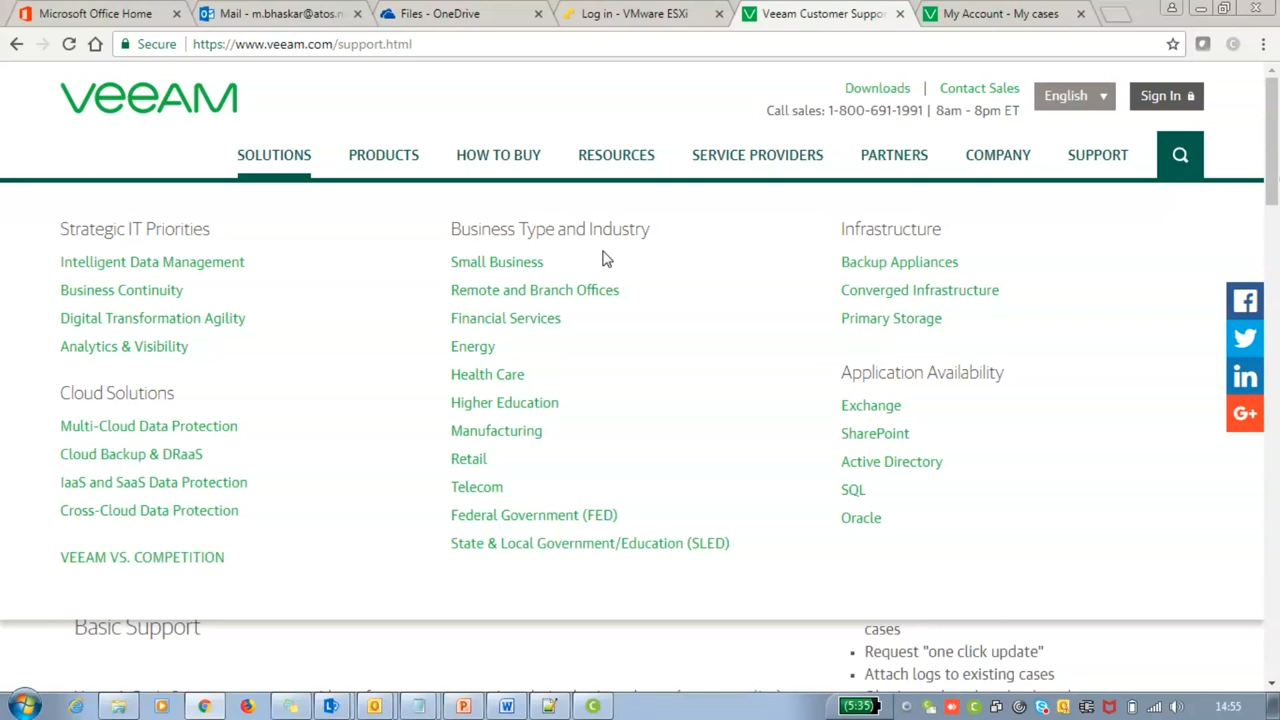 Microsoft Office Home
Mail - m.bhaskar@atos.n
Files - OneDrive
Log in - VMware ESXi
Veeam Customer Suppo
My Account - My cases
Secure
https://www.veeam.com/support.html
veeam
Downloads | Contact Sales
Call sales: 1-800-691-1991 | 8am - 8pm ET
English
Sign In
SOLUTIONS
PRODUCTS
HOW TO BUY
RESOURCES
SERVICE PROVIDERS
PARTNERS
COMPANY
SUPPORT
Strategic IT Priorities
Intelligent Data Management
Business Continuity
Digital Transformation Agility
Analytics & Visibility
Cloud Solutions
Multi-Cloud Data Protection
Cloud Backup & DRaaS
IaaS and SaaS Data Protection
Cross-Cloud Data Protection
VEEAM VS. COMPETITION
Business Type and Industry
Small Business
Remote and Branch Offices
Financial Services
Energy
Health Care
Higher Education
Manufacturing
Retail
Telecom
Federal Government (FED)
State & Local Government/Education (SLED)
Infrastructure
Backup Appliances
Converged Infrastructure
Primary Storage
Application Availability
Exchange
SharePoint
Active Directory
SQL
Oracle
Basic Support
cases
Request "one click update"
Attach logs to existing cases
(5:35)
14:55